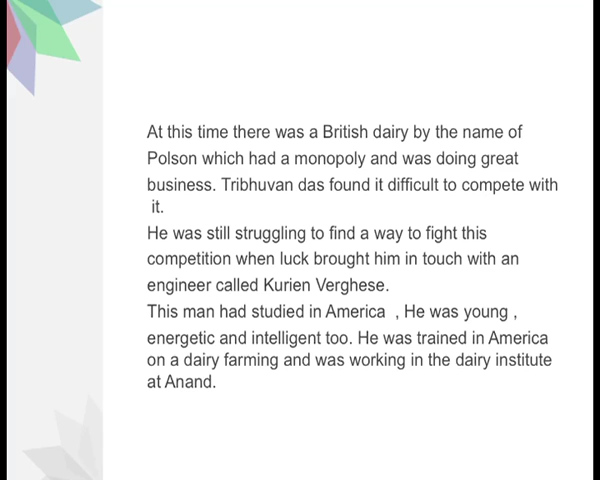 At this time there was a British dairy by the name of
Polson which had a monopoly and was doing great
business. Tribhuvan das found it difficult to compete with
it.
He was still struggling to find a way to fight this
competition when luck brought him in touch with an
engineer called Kurien Verghese.
This man had studied in America , He was young ,
energetic and intelligent too. He was trained in America
on a dairy farming and was working in the dairy institute
at Anand.